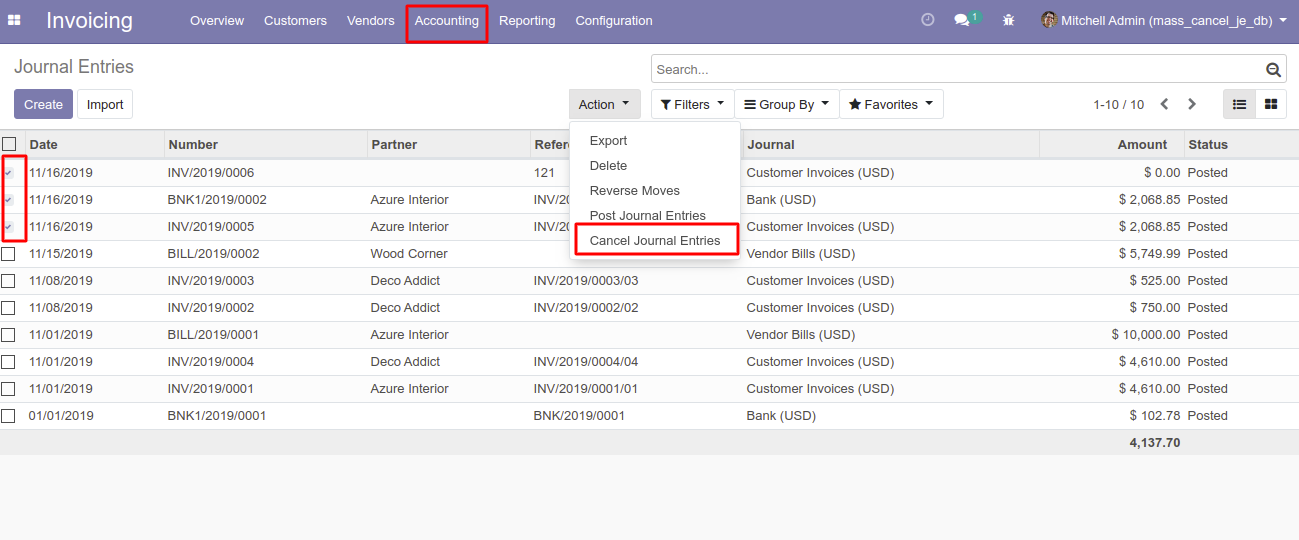 Invoicing Overview Customers Vendors Accounting Reporting Configuration 1 Mitchell Admin (mass_cancel_je_db)
Journal Entries Search...
Create Import Action Filters Group By Favorites 1-10 / 10
Export
Delete
Reverse Moves
Post Journal Entries
Cancel Journal Entries
Date Number Partner Refere Journal Amount Status
11/16/2019 INV/2019/0006 121 Customer Invoices (USD) $ 0.00 Posted
11/16/2019 BNK1/2019/0002 Azure Interior INV/20 Bank (USD) $ 2,068.85 Posted
11/16/2019 INV/2019/0005 Azure Interior INV/20 Customer Invoices (USD) $ 2,068.85 Posted
11/15/2019 BILL/2019/0002 Wood Corner Vendor Bills (USD) $ 5,749.99 Posted
11/08/2019 INV/2019/0003 Deco Addict INV/2019/0003/03 Customer Invoices (USD) $ 525.00 Posted
11/08/2019 INV/2019/0002 Deco Addict INV/2019/0002/02 Customer Invoices (USD) $ 750.00 Posted
11/01/2019 BILL/2019/0001 Azure Interior Vendor Bills (USD) $ 10,000.00 Posted
11/01/2019 INV/2019/0004 Deco Addict INV/2019/0004/04 Customer Invoices (USD) $ 4,610.00 Posted
11/01/2019 INV/2019/0001 Azure Interior INV/2019/0001/01 Customer Invoices (USD) $ 4,610.00 Posted
01/01/2019 BNK1/2019/0001 BNK/2019/0001 Bank (USD) $ 102.78 Posted
4,137.70